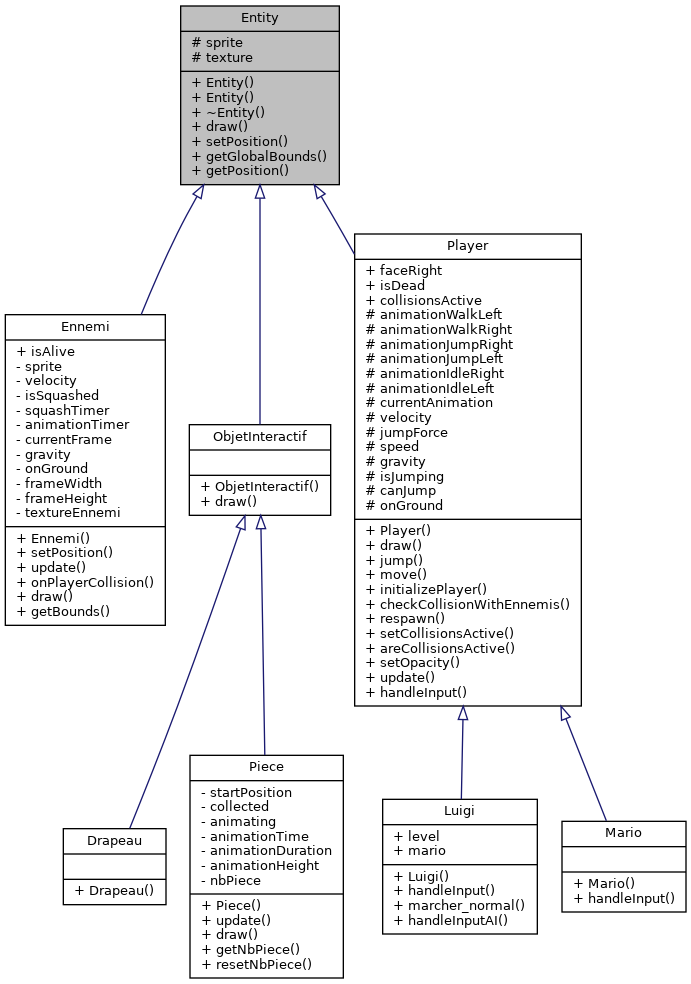 Entity
# sprite
# texture
+ Entity()
+ Entity()
+ ~Entity()
+ draw()
+ setPosition()
+ getGlobalBounds()
+ getPosition()
Ennemi
+ isAlive
- sprite
- velocity
- isSquashed
- squashTimer
- animationTimer
- currentFrame
- gravity
- onGround
- frameWidth
- frameHeight
- textureEnnemi
+ Ennemi()
+ setPosition()
+ update()
+ onPlayerCollision()
+ draw()
+ getBounds()
ObjetInteractif
+ ObjetInteractif()
+ draw()
Player
+ faceRight
+ isDead
+ collisionsActive
# animationWalkLeft
# animationWalkRight
# animationJumpRight
# animationJumpLeft
# animationIdleRight
# animationIdleLeft
# currentAnimation
# velocity
# jumpForce
# speed
# gravity
# isJumping
# canJump
# onGround
+ Player()
+ draw()
+ jump()
+ move()
+ initializePlayer()
+ checkCollisionWithEnnemis()
+ respawn()
+ setCollisionsActive()
+ areCollisionsActive()
+ setOpacity()
+ update()
+ handleInput()
Drapeau
+ Drapeau()
Piece
- startPosition
- collected
- animating
- animationTime
- animationDuration
- animationHeight
- nbPiece
+ Piece()
+ update()
+ draw()
+ getNbPiece()
+ resetNbPiece()
Luigi
+ level
+ mario
+ Luigi()
+ handleInput()
+ marcher_normal()
+ handleInputAI()
Mario
+ Mario()
+ handleInput()